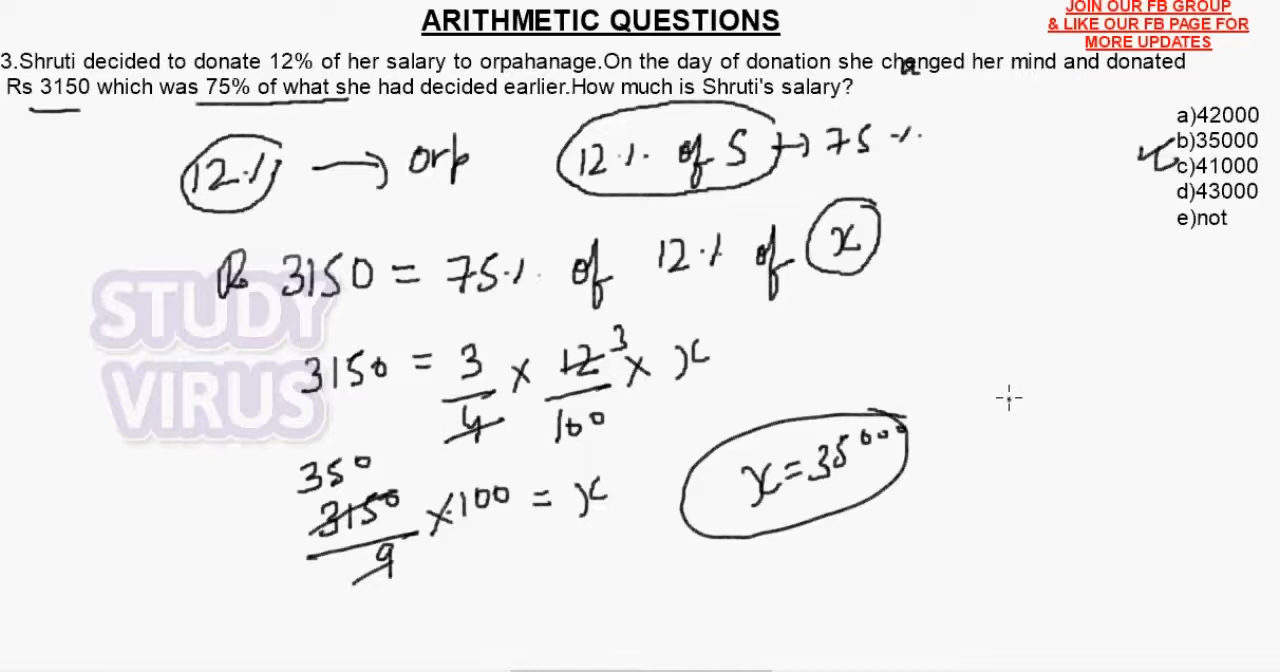 ARITHMETIC QUESTIONS
JOIN OUR FB GROUP
& LIKE OUR FB PAGE FOR
MORE UPDATES
3.Shruti decided to donate 12% of her salary to orpahanage.On the day of donation she changed her mind and donated
Rs 3150 which was 75% of what she had decided earlier.How much is Shruti's salary?
a)42000
b)35000
c)41000
d)43000
e)not
12% → orp
12% of S → 75%
Rs 3150 = 75% of 12% of x
3150 = 3/4 × 12/100 × x
3
350
3150/9 × 100 = x
x = 35000
STUDY
VIRUS